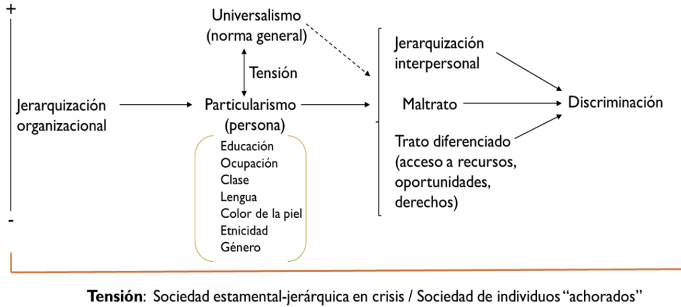 +
Universalismo
(norma general)
Jerarquización
interpersonal
Tensión
Jerarquización
organizacional
Particularismo
(persona)
Maltrato
Discriminación
Educación
Ocupación
Clase
Lengua
Color de la piel
Etnicidad
Género
Trato diferenciado
(acceso a recursos,
oportunidades,
derechos)
-
Tensión: Sociedad estamental-jerárquica en crisis / Sociedad de individuos “achorados”